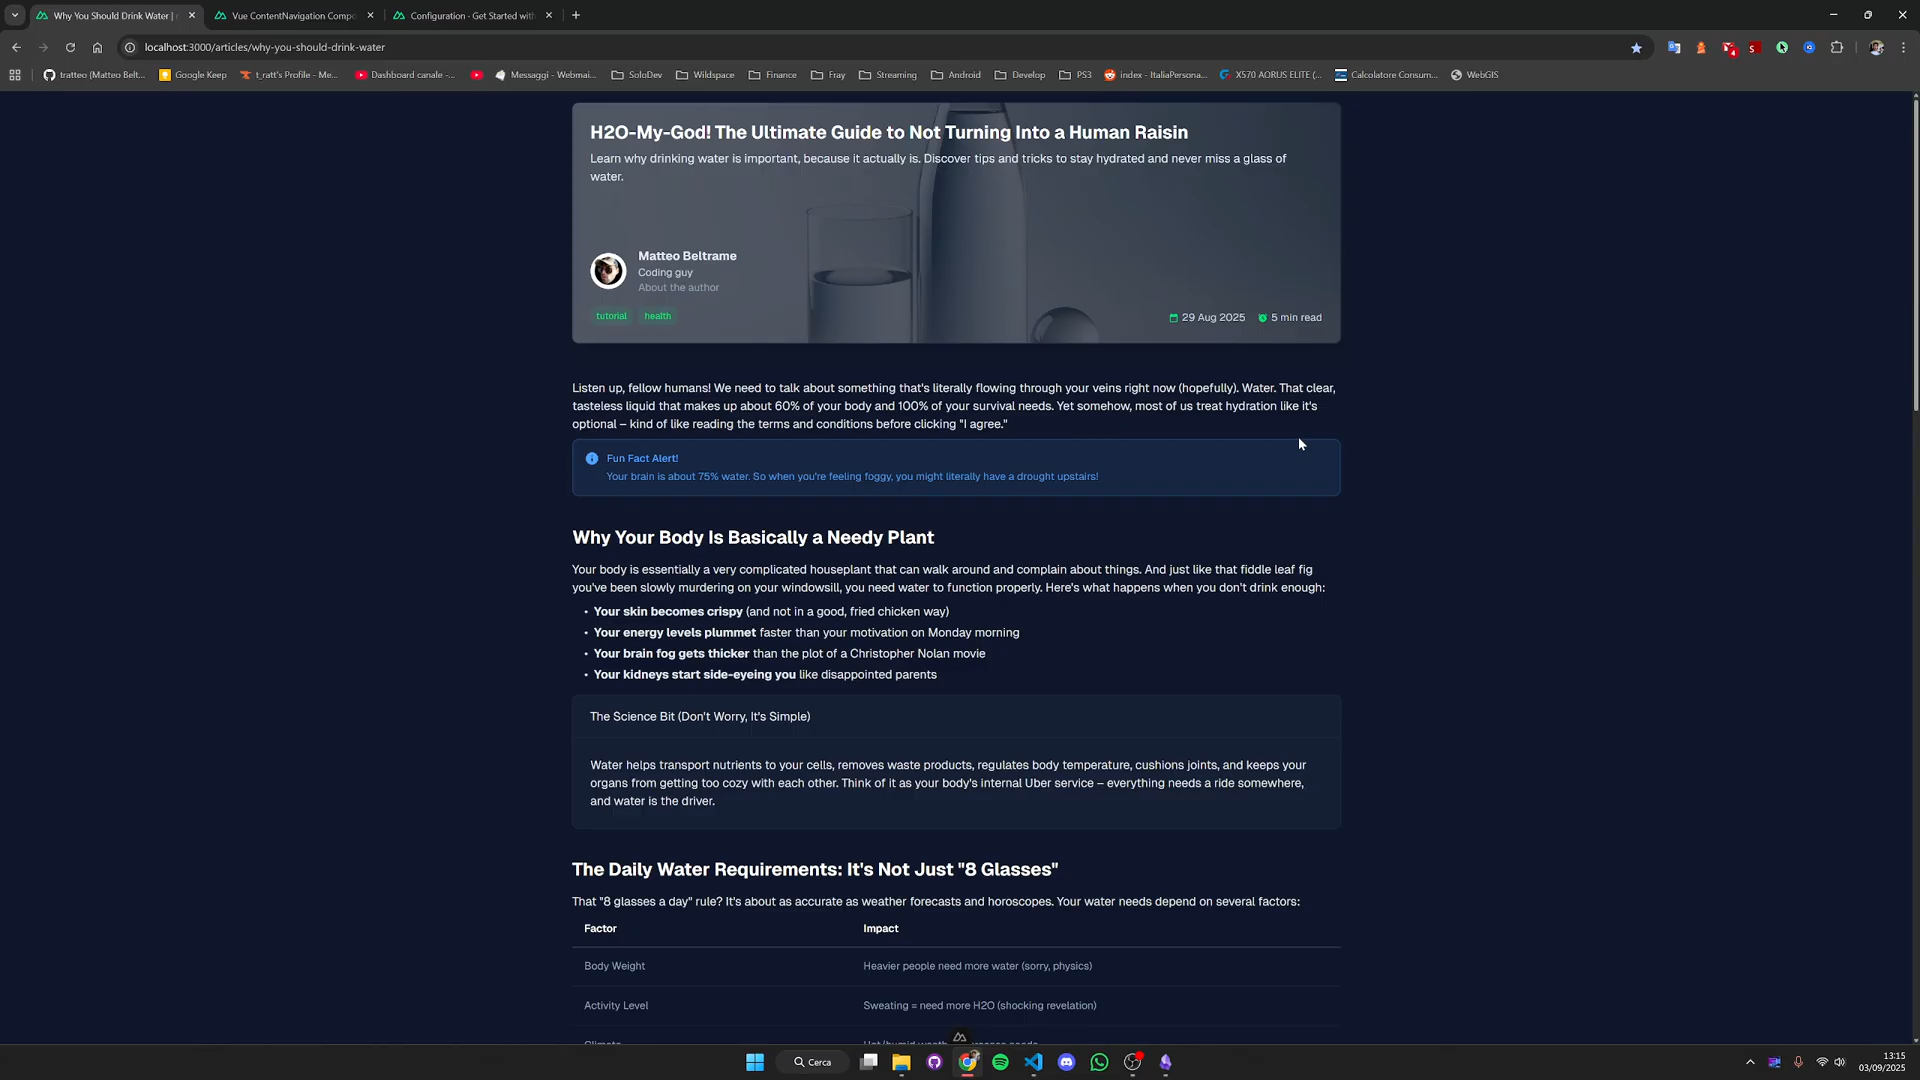 Why You Should Drink Water |
Vue ContentNavigation Compo
Configuration · Get Started with
localhost:3000/articles/why-you-should-drink-water
tratteo (Matteo Belt...
Google Keep
t_ratt's Profile - Me...
Dashboard canale -...
Messaggi - Webmai...
SoloDev
Wildspace
Finance
Fray
Streaming
Android
Develop
PS3
index - ItaliaPersona...
X570 AORUS ELITE (...
Calcolatore Consum...
WebGIS
H2O-My-God! The Ultimate Guide to Not Turning Into a Human Raisin
Learn why drinking water is important, because it actually is. Discover tips and tricks to stay hydrated and never miss a glass of
water.
Matteo Beltrame
Coding guy
About the author
tutorial health
29 Aug 2025 5 min read
Listen up, fellow humans! We need to talk about something that's literally flowing through your veins right now (hopefully). Water. That clear,
tasteless liquid that makes up about 60% of your body and 100% of your survival needs. Yet somehow, most of us treat hydration like it's
optional – kind of like reading the terms and conditions before clicking "I agree."
Fun Fact Alert!
Your brain is about 75% water. So when you're feeling foggy, you might literally have a drought upstairs!
Why Your Body Is Basically a Needy Plant
Your body is essentially a very complicated houseplant that can walk around and complain about things. And just like that fiddle leaf fig
you've been slowly murdering on your windowsill, you need water to function properly. Here's what happens when you don't drink enough:
• Your skin becomes crispy (and not in a good, fried chicken way)
• Your energy levels plummet faster than your motivation on Monday morning
• Your brain fog gets thicker than the plot of a Christopher Nolan movie
• Your kidneys start side-eyeing you like disappointed parents
The Science Bit (Don't Worry, It's Simple)
Water helps transport nutrients to your cells, removes waste products, regulates body temperature, cushions joints, and keeps your
organs from getting too cozy with each other. Think of it as your body's internal Uber service – everything needs a ride somewhere,
and water is the driver.
The Daily Water Requirements: It's Not Just "8 Glasses"
That "8 glasses a day" rule? It's about as accurate as weather forecasts and horoscopes. Your water needs depend on several factors:
Factor Impact
Body Weight Heavier people need more water (sorry, physics)
Activity Level Sweating = need more H2O (shocking revelation)
Cerca
13:15
03/09/2025